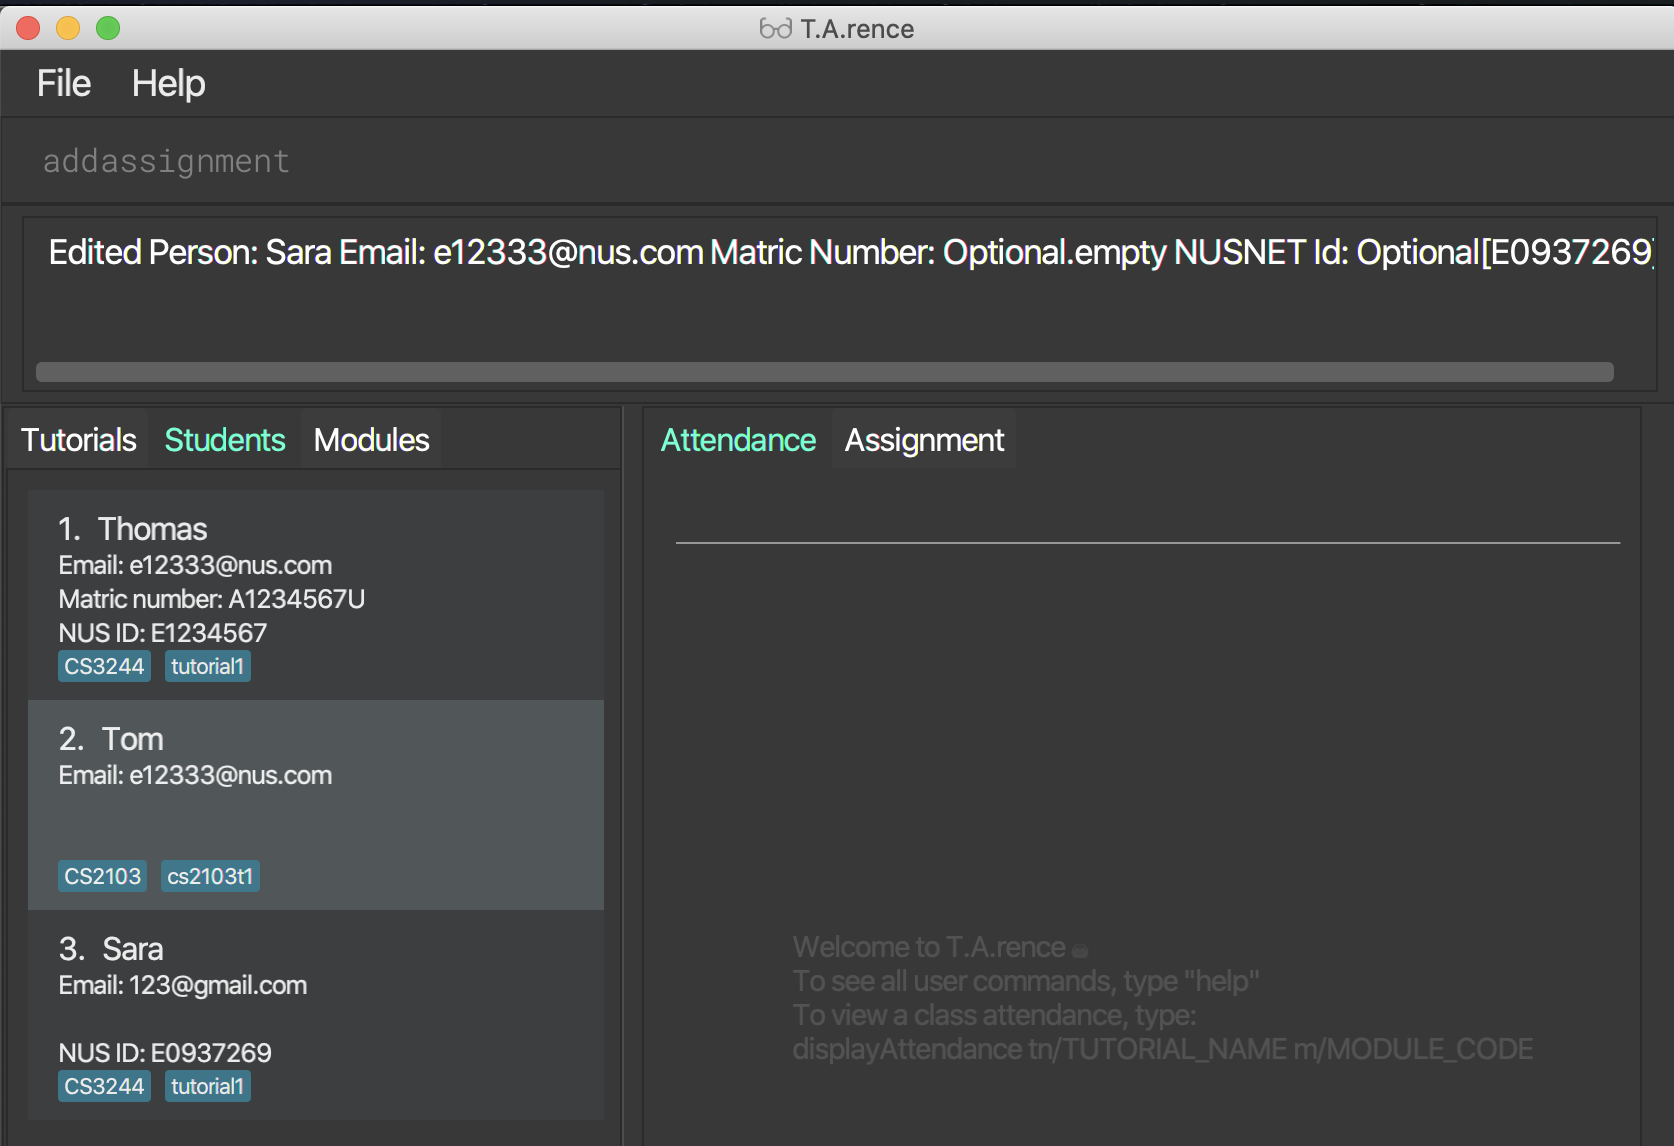 T.A.rence
File Help
addassignment
Edited Person: Sara Email: e12333@nus.com Matric Number: Optional.empty NUSNET Id: Optional[E0937269]
Tutorials Students Modules
Attendance Assignment
1. Thomas
Email: e12333@nus.com
Matric number: A1234567U
NUS ID: E1234567
CS3244 tutorial1
2. Tom
Email: e12333@nus.com
CS2103 cs2103t1
3. Sara
Email: 123@gmail.com
NUS ID: E0937269
CS3244 tutorial1
Welcome to T.A.rence
To see all user commands, type "help"
To view a class attendance, type:
displayAttendance tn/TUTORIAL_NAME m/MODULE_CODE